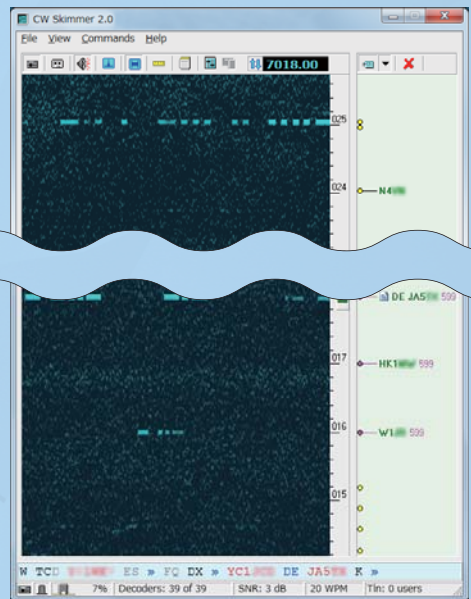 CW Skimmer 2.0
File View Commands Help
7018.00
025
024 N4
DE JA5 599
017 HK1 599
016 W1 599
015
W TCD ES » FQ DX » YC1 DE JA5 K »
7% Decoders: 39 of 39 SNR: 3 dB 20 WPM Tln: 0 users